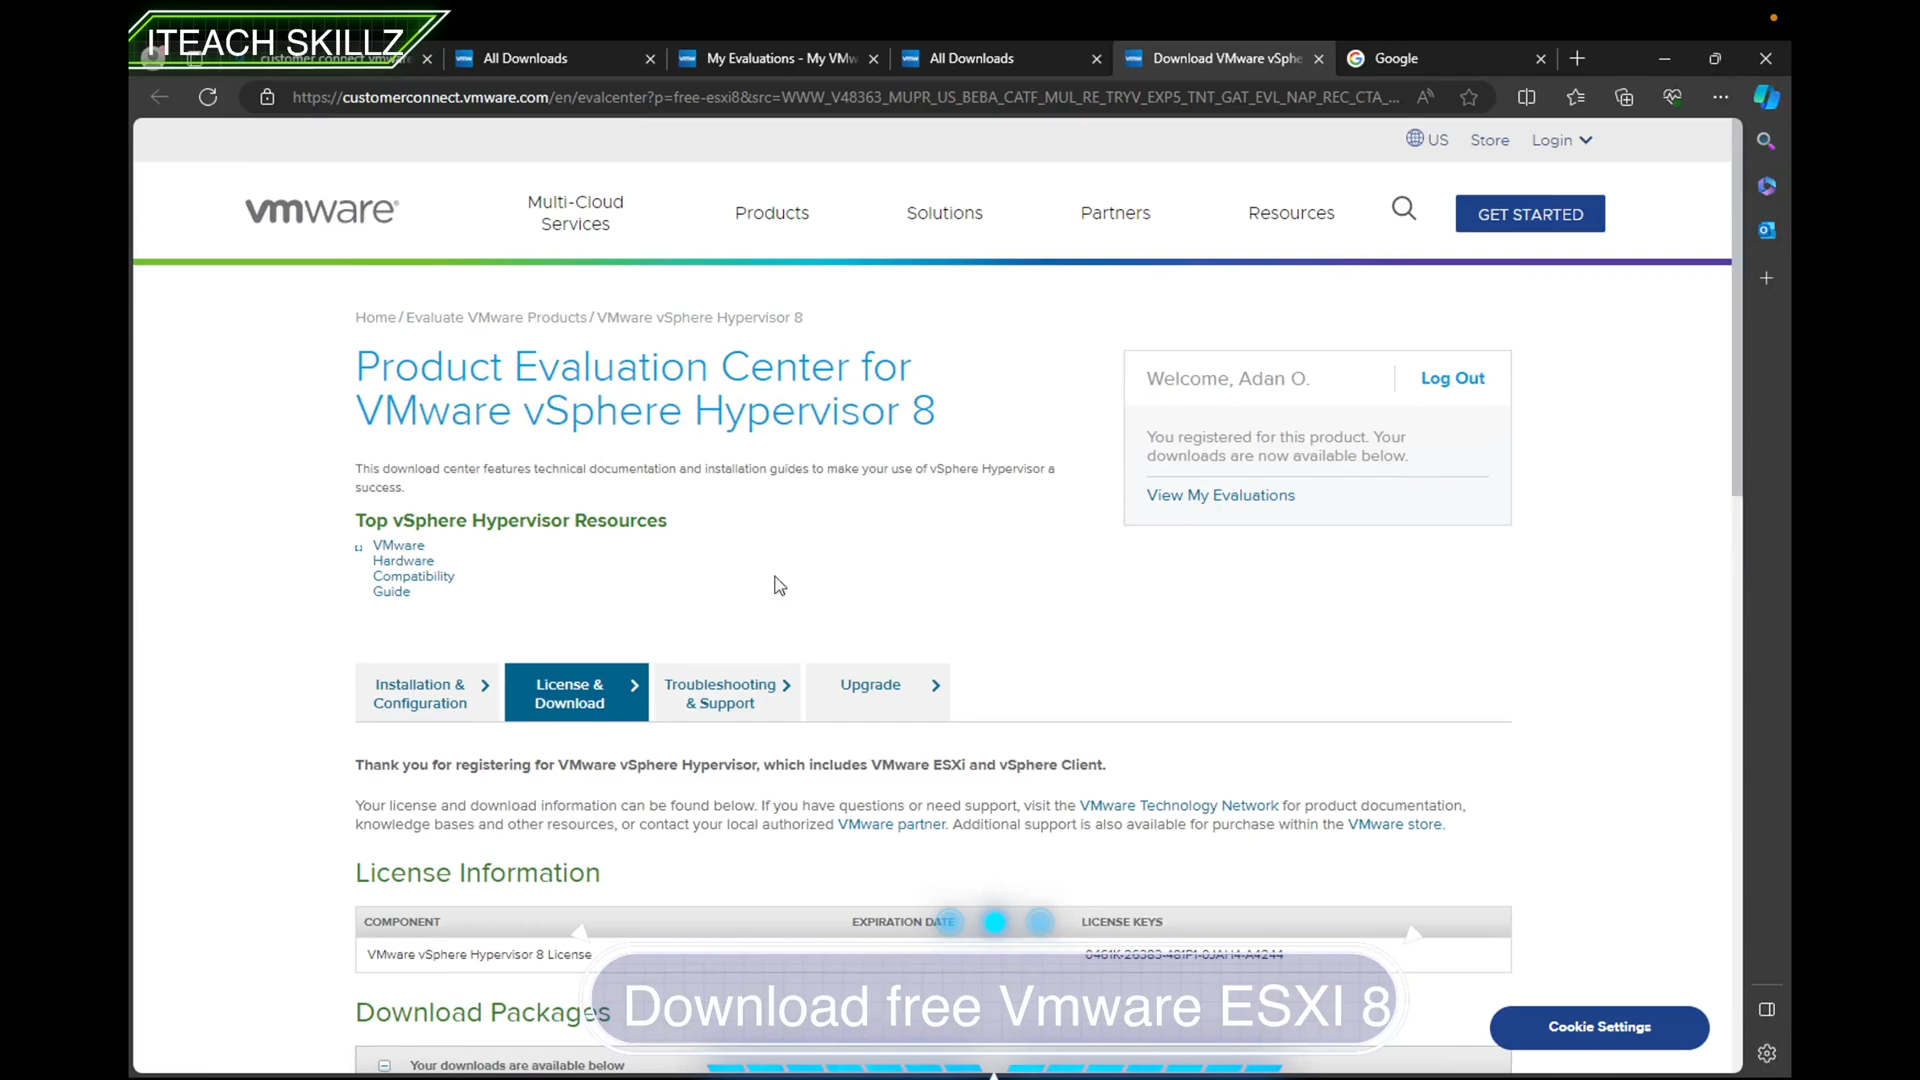 ITEACH SKILLZ
All Downloads
My Evaluations - My VMw
All Downloads
Download VMware vSphe
Google
https://customerconnect.vmware.com/en/evalcenter?p=free-esxi8&src=WWW_V48363_MUPR_US_BEBA_CATF_MUL_RE_TRYV_EXP5_TNT_GAT_EVL_NAP_REC_CTA_...
US
Store
Login
vmware
Multi-Cloud
Services
Products
Solutions
Partners
Resources
GET STARTED
Home / Evaluate VMware Products / VMware vSphere Hypervisor 8
Product Evaluation Center for
VMware vSphere Hypervisor 8
Welcome, Adan O.
Log Out
You registered for this product. Your
downloads are now available below.
View My Evaluations
This download center features technical documentation and installation guides to make your use of vSphere Hypervisor a
success.
Top vSphere Hypervisor Resources
VMware
Hardware
Compatibility
Guide
Installation &
Configuration
License &
Download
Troubleshooting
& Support
Upgrade
Thank you for registering for VMware vSphere Hypervisor, which includes VMware ESXi and vSphere Client.
Your license and download information can be found below. If you have questions or need support, visit the VMware Technology Network for product documentation,
knowledge bases and other resources, or contact your local authorized VMware partner. Additional support is also available for purchase within the VMware store.
License Information
COMPONENT
EXPIRATION DATE
LICENSE KEYS
VMware vSphere Hypervisor 8 License
Download Packages
Download free Vmware ESXI 8
Cookie Settings
Your downloads are available below